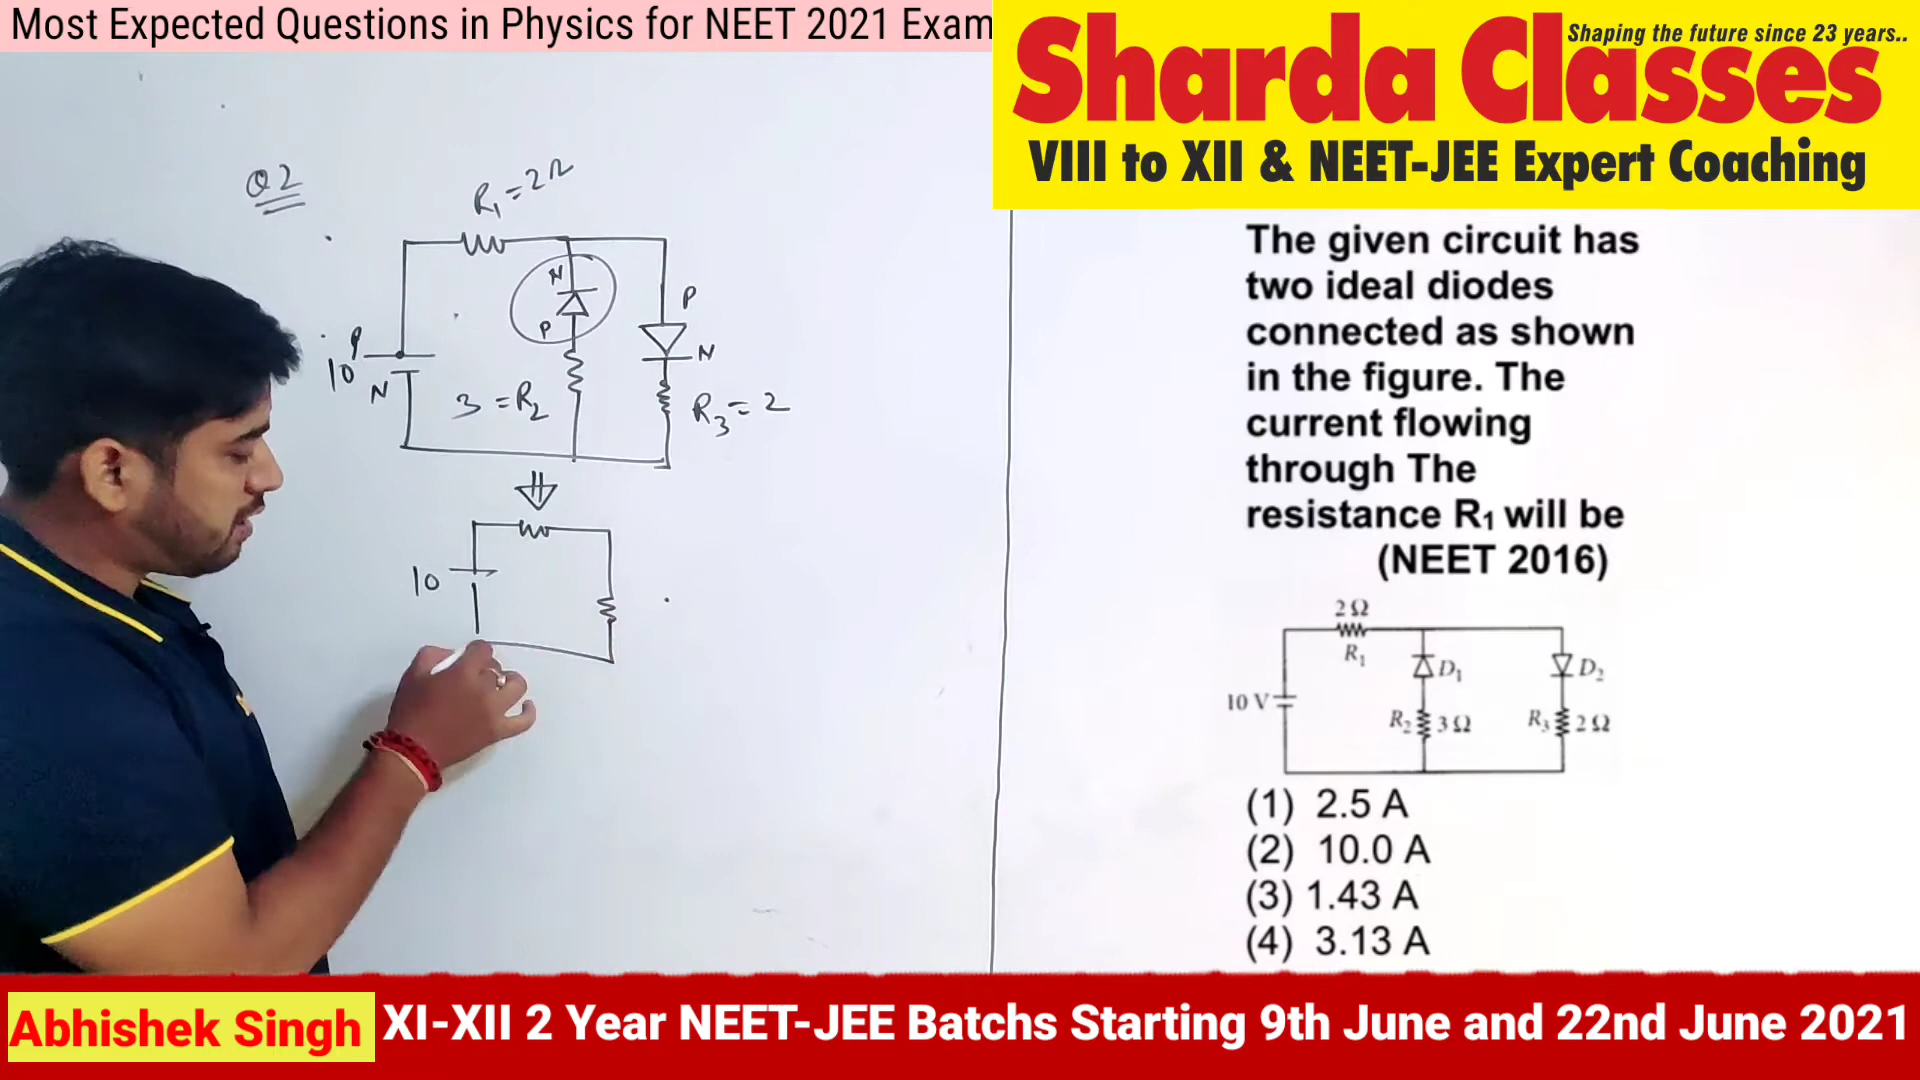 Most Expected Questions in Physics for NEET 2021 Exam
Shaping the future since 23 years..
Sharda Classes
VIII to XII & NEET-JEE Expert Coaching
Q2
R₁=2Ω
N
P
P
N
P
10
N
3=R₂
R₃=2
10
The given circuit has
two ideal diodes
connected as shown
in the figure. The
current flowing
through The
resistance R₁ will be
(NEET 2016)
2 Ω
R₁
D₁
D₂
10 V
R₂ 3 Ω
R₃ 2 Ω
(1) 2.5 A
(2) 10.0 A
(3) 1.43 A
(4) 3.13 A
Abhishek Singh
XI-XII 2 Year NEET-JEE Batchs Starting 9th June and 22nd June 2021